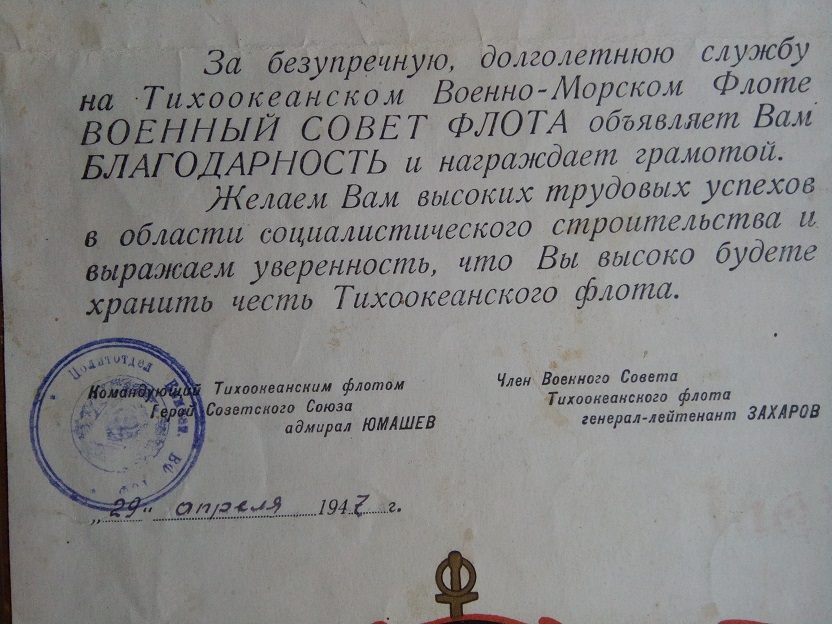 За безупречную, долголетнюю службу
на Тихоокеанском Военно-Морском Флоте
ВОЕННЫЙ СОВЕТ ФЛОТА объявляет Вам
БЛАГОДАРНОСТЬ и награждает грамотой.
Желаем Вам высоких трудовых успехов
в области социалистического строительства и
выражаем уверенность, что Вы высоко будете
хранить честь Тихоокеанского флота.
Командующий Тихоокеанским флотом
Герой Советского Союза
адмирал ЮМАШЕВ
Член Военного Совета
Тихоокеанского флота
генерал-лейтенант ЗАХАРОВ
Политотдел
„29" апреля 1947 г.